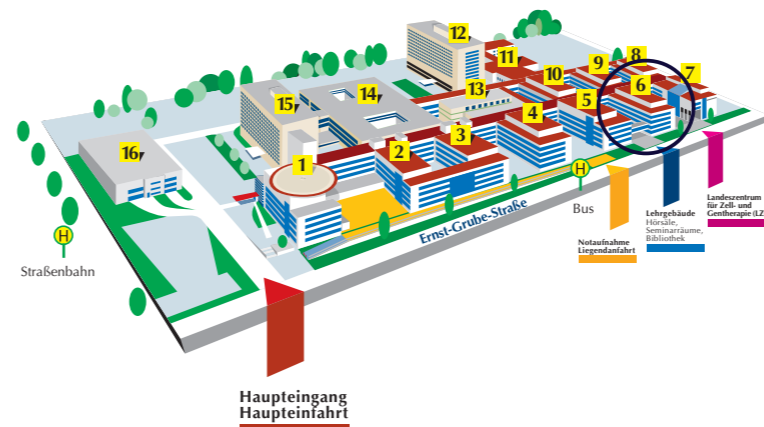 12
11
8
9
7
10
6
15
14
13
5
4
3
16
2
1
H
Bus
Ernst-Grube-Straße
H
Straßenbahn
Notaufnahme
Liegendanfahrt
Lehrgebäude
Hörsäle,
Seminarräume,
Bibliothek
Landeszentrum
für Zell- und
Gentherapie (LZ
Haupteingang
Haupteinfahrt